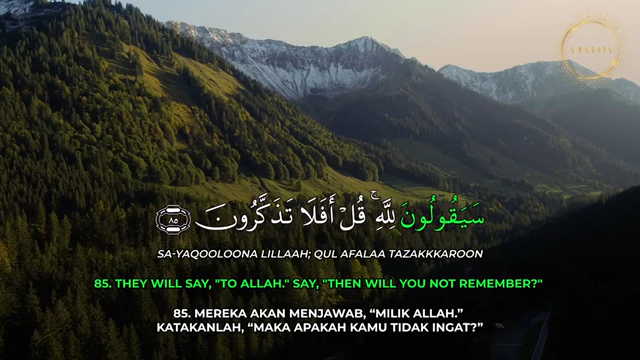 سَيَقُولُونَ لِلَّهِ ۚ قُلْ أَفَلَا تَذَكَّرُونَ ٨٥
SA-YAQOOLOONA LILLAAH; QUL AFALAA TAZAKKKAROON
85. THEY WILL SAY, "TO ALLAH." SAY, "THEN WILL YOU NOT REMEMBER?"
85. MEREKA AKAN MENJAWAB, “MILIK ALLAH.”
KATAKANLAH, “MAKA APAKAH KAMU TIDAK INGAT?”